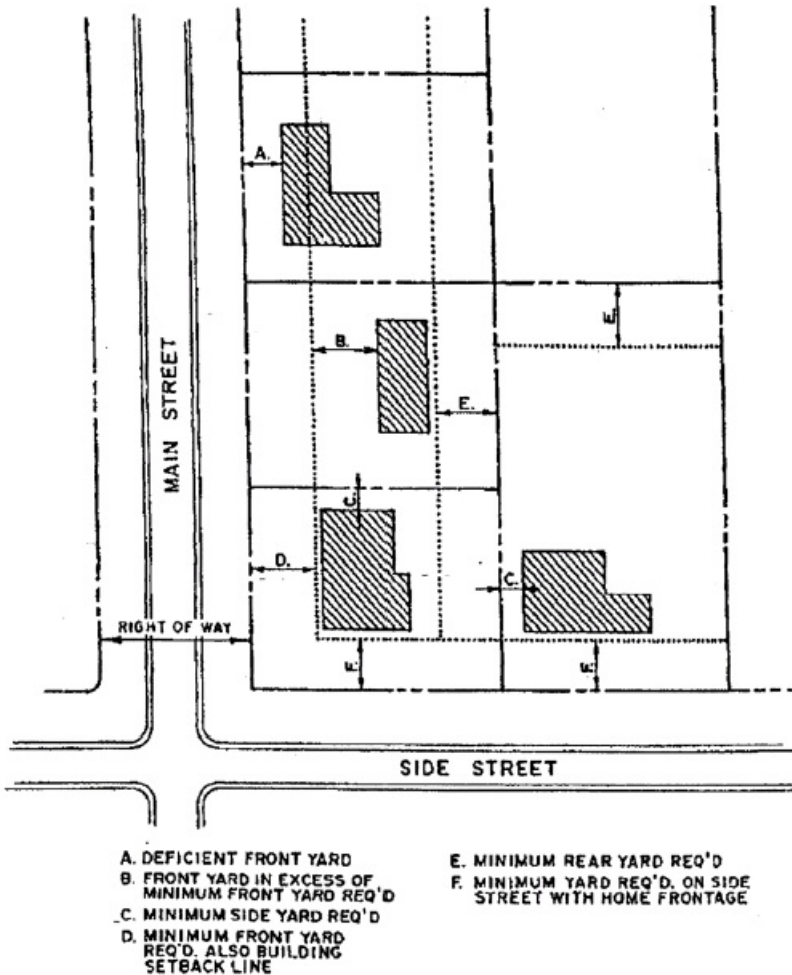 A.
E.
B.
E.
MAIN STREET
C.
D.
C.
RIGHT OF WAY
F.
F.
SIDE STREET
A. DEFICIENT FRONT YARD
B. FRONT YARD IN EXCESS OF
MINIMUM FRONT YARD REQ'D
C. MINIMUM SIDE YARD REQ'D
D. MINIMUM FRONT YARD
REQ'D. ALSO BUILDING
SETBACK LINE
E. MINIMUM REAR YARD REQ'D
F. MINIMUM YARD REQ'D. ON SIDE
STREET WITH HOME FRONTAGE